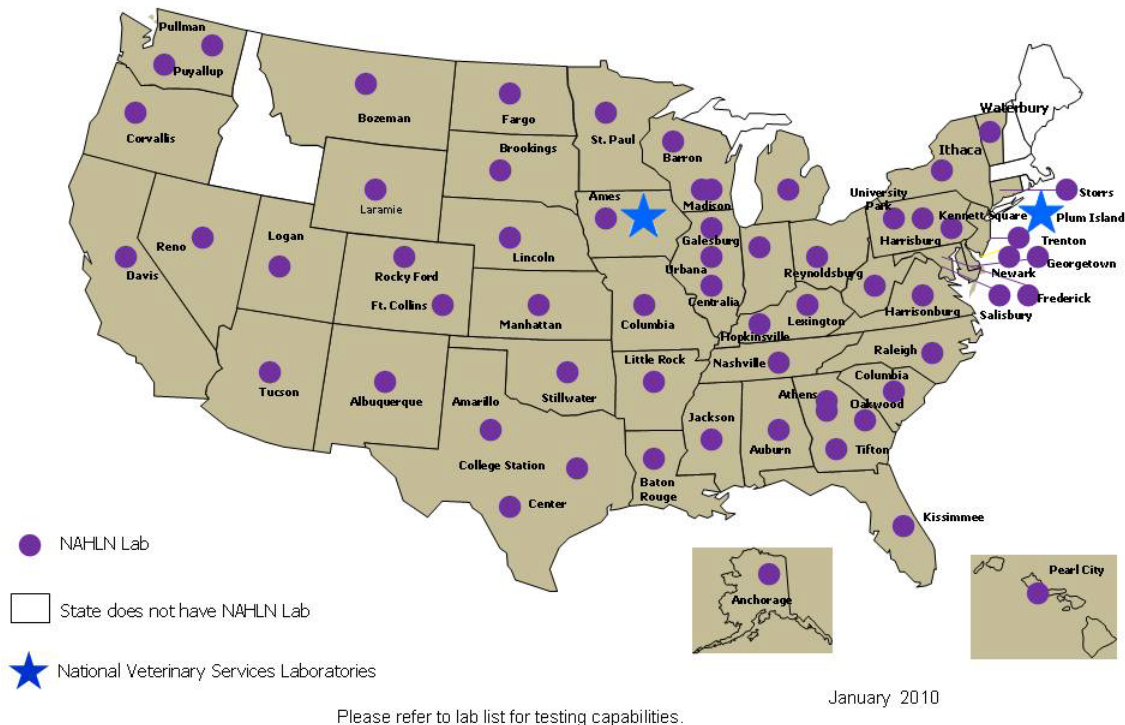 Pullman
Puyallup
Corvallis
Bozeman
Fargo
St. Paul
Brookings
Barron
Waterbury
Ithaca
Laramie
Ames
Madison
University
Park
Kennett Square
Storrs
Plum Island
Reno
Logan
Davis
Rocky Ford
Lincoln
Galesburg
Urbana
Reynoldsburg
Harrisburg
Trenton
Newark
Georgetown
Ft. Collins
Manhattan
Columbia
Centralia
Hopkinsville
Lexington
Harrisonburg
Salisbury
Frederick
Tucson
Albuquerque
Amarillo
Stillwater
Little Rock
Nashville
Raleigh
Columbia
Athens
Oakwood
College Station
Center
Baton
Rouge
Jackson
Auburn
Tifton
Kissimmee
Anchorage
Pearl City
NAHLN Lab
State does not have NAHLN Lab
National Veterinary Services Laboratories
January 2010
Please refer to lab list for testing capabilities.